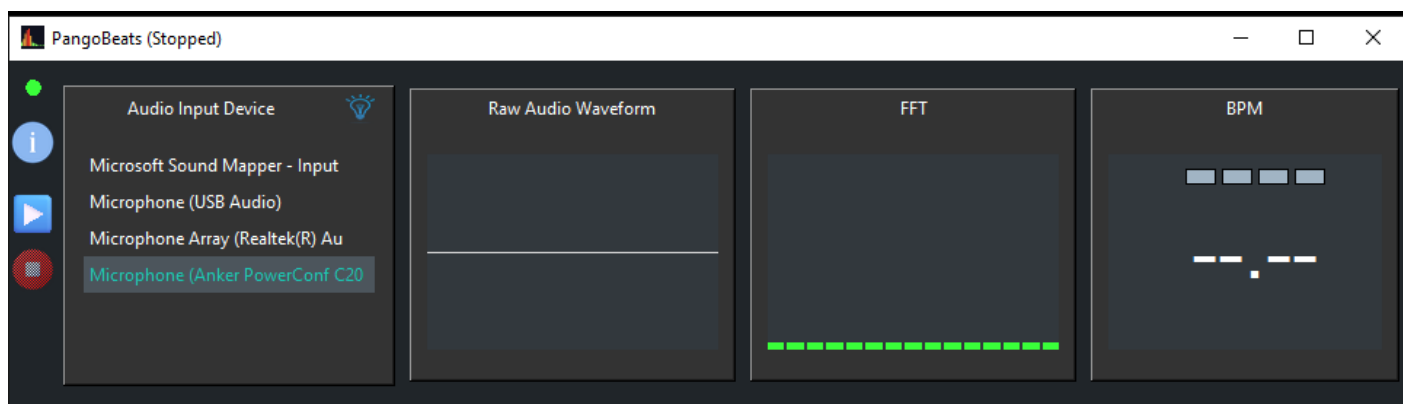 PangoBeats (Stopped)
Audio Input Device
Microsoft Sound Mapper - Input
Microphone (USB Audio)
Microphone Array (Realtek(R) Au
Microphone (Anker PowerConf C20
Raw Audio Waveform
FFT
BPM
--.--